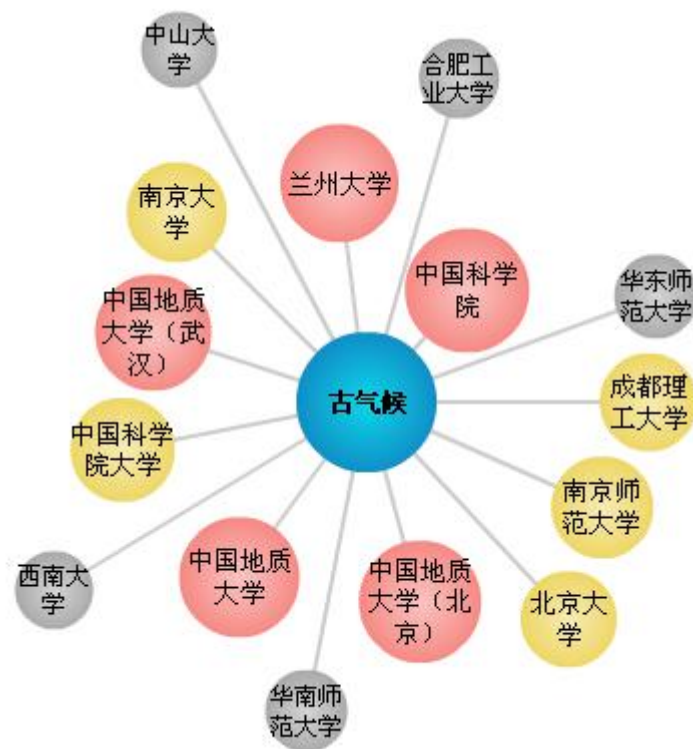 中山大
学
合肥工
业大学
兰州大学
南京大
学
中国科学
院
华东师
范大学
中国地质
大学（武
汉）
古气候
成都理
工大学
中国科学
院大学
南京师
范大学
西南大
学
中国地质
大学
中国地质
大学（北
京）
北京大
学
华南师
范大学